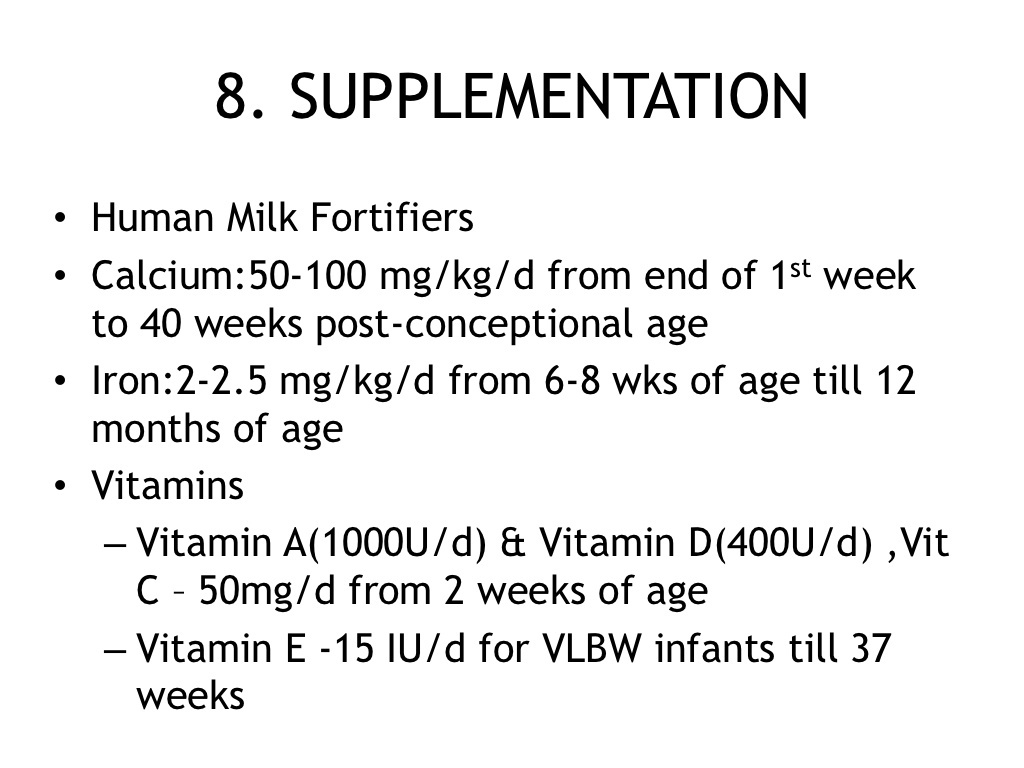 8. SUPPLEMENTATION
• Human Milk Fortifiers
• Calcium:50-100 mg/kg/d from end of 1st week
to 40 weeks post-conceptional age
• Iron:2-2.5 mg/kg/d from 6-8 wks of age till 12
months of age
• Vitamins
– Vitamin A(1000U/d) & Vitamin D(400U/d) ,Vit
C – 50mg/d from 2 weeks of age
– Vitamin E -15 IU/d for VLBW infants till 37
weeks